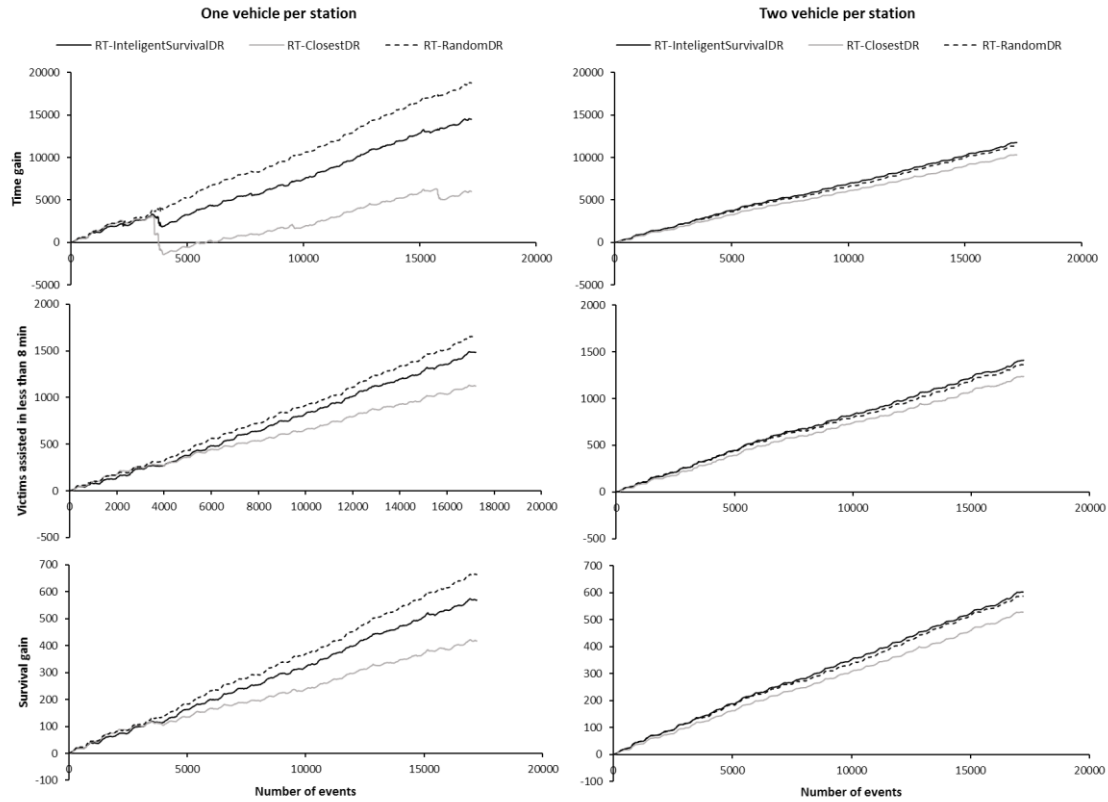 One vehicle per station
Two vehicle per station
RT-InteligentSurvivalDR RT-ClosestDR RT-RandomDR
RT-InteligentSurvivalDR RT-ClosestDR RT-RandomDR
Time gain
20000
15000
10000
5000
0
-5000
0 5000 10000 15000 20000
20000
15000
10000
5000
0
-5000
0 5000 10000 15000 20000
Victims assisted in less than 8 min
2000
1500
1000
500
0
-500
0 2000 4000 6000 8000 10000 12000 14000 16000 18000 20000
2000
1500
1000
500
0
-500
0 5000 10000 15000 20000
Survival gain
700
600
500
400
300
200
100
0
-100
0 5000 10000 15000 20000
Number of events
700
600
500
400
300
200
100
0
-100
0 5000 10000 15000 20000
Number of events